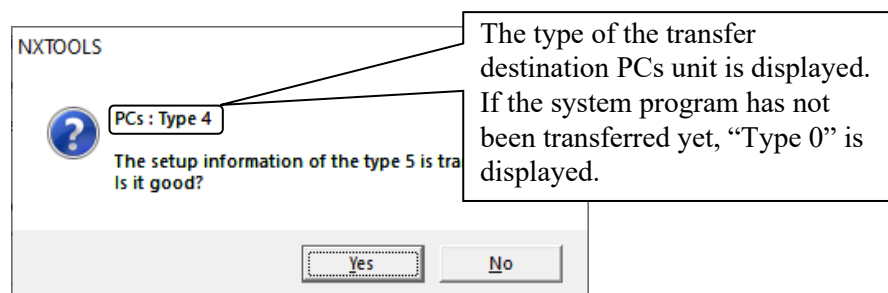 NXTOOLS
PCs : Type 4
The setup information of the type 5 is tra
Is it good?
Yes
No
The type of the transfer
destination PCs unit is displayed.
If the system program has not
been transferred yet, “Type 0” is
displayed.